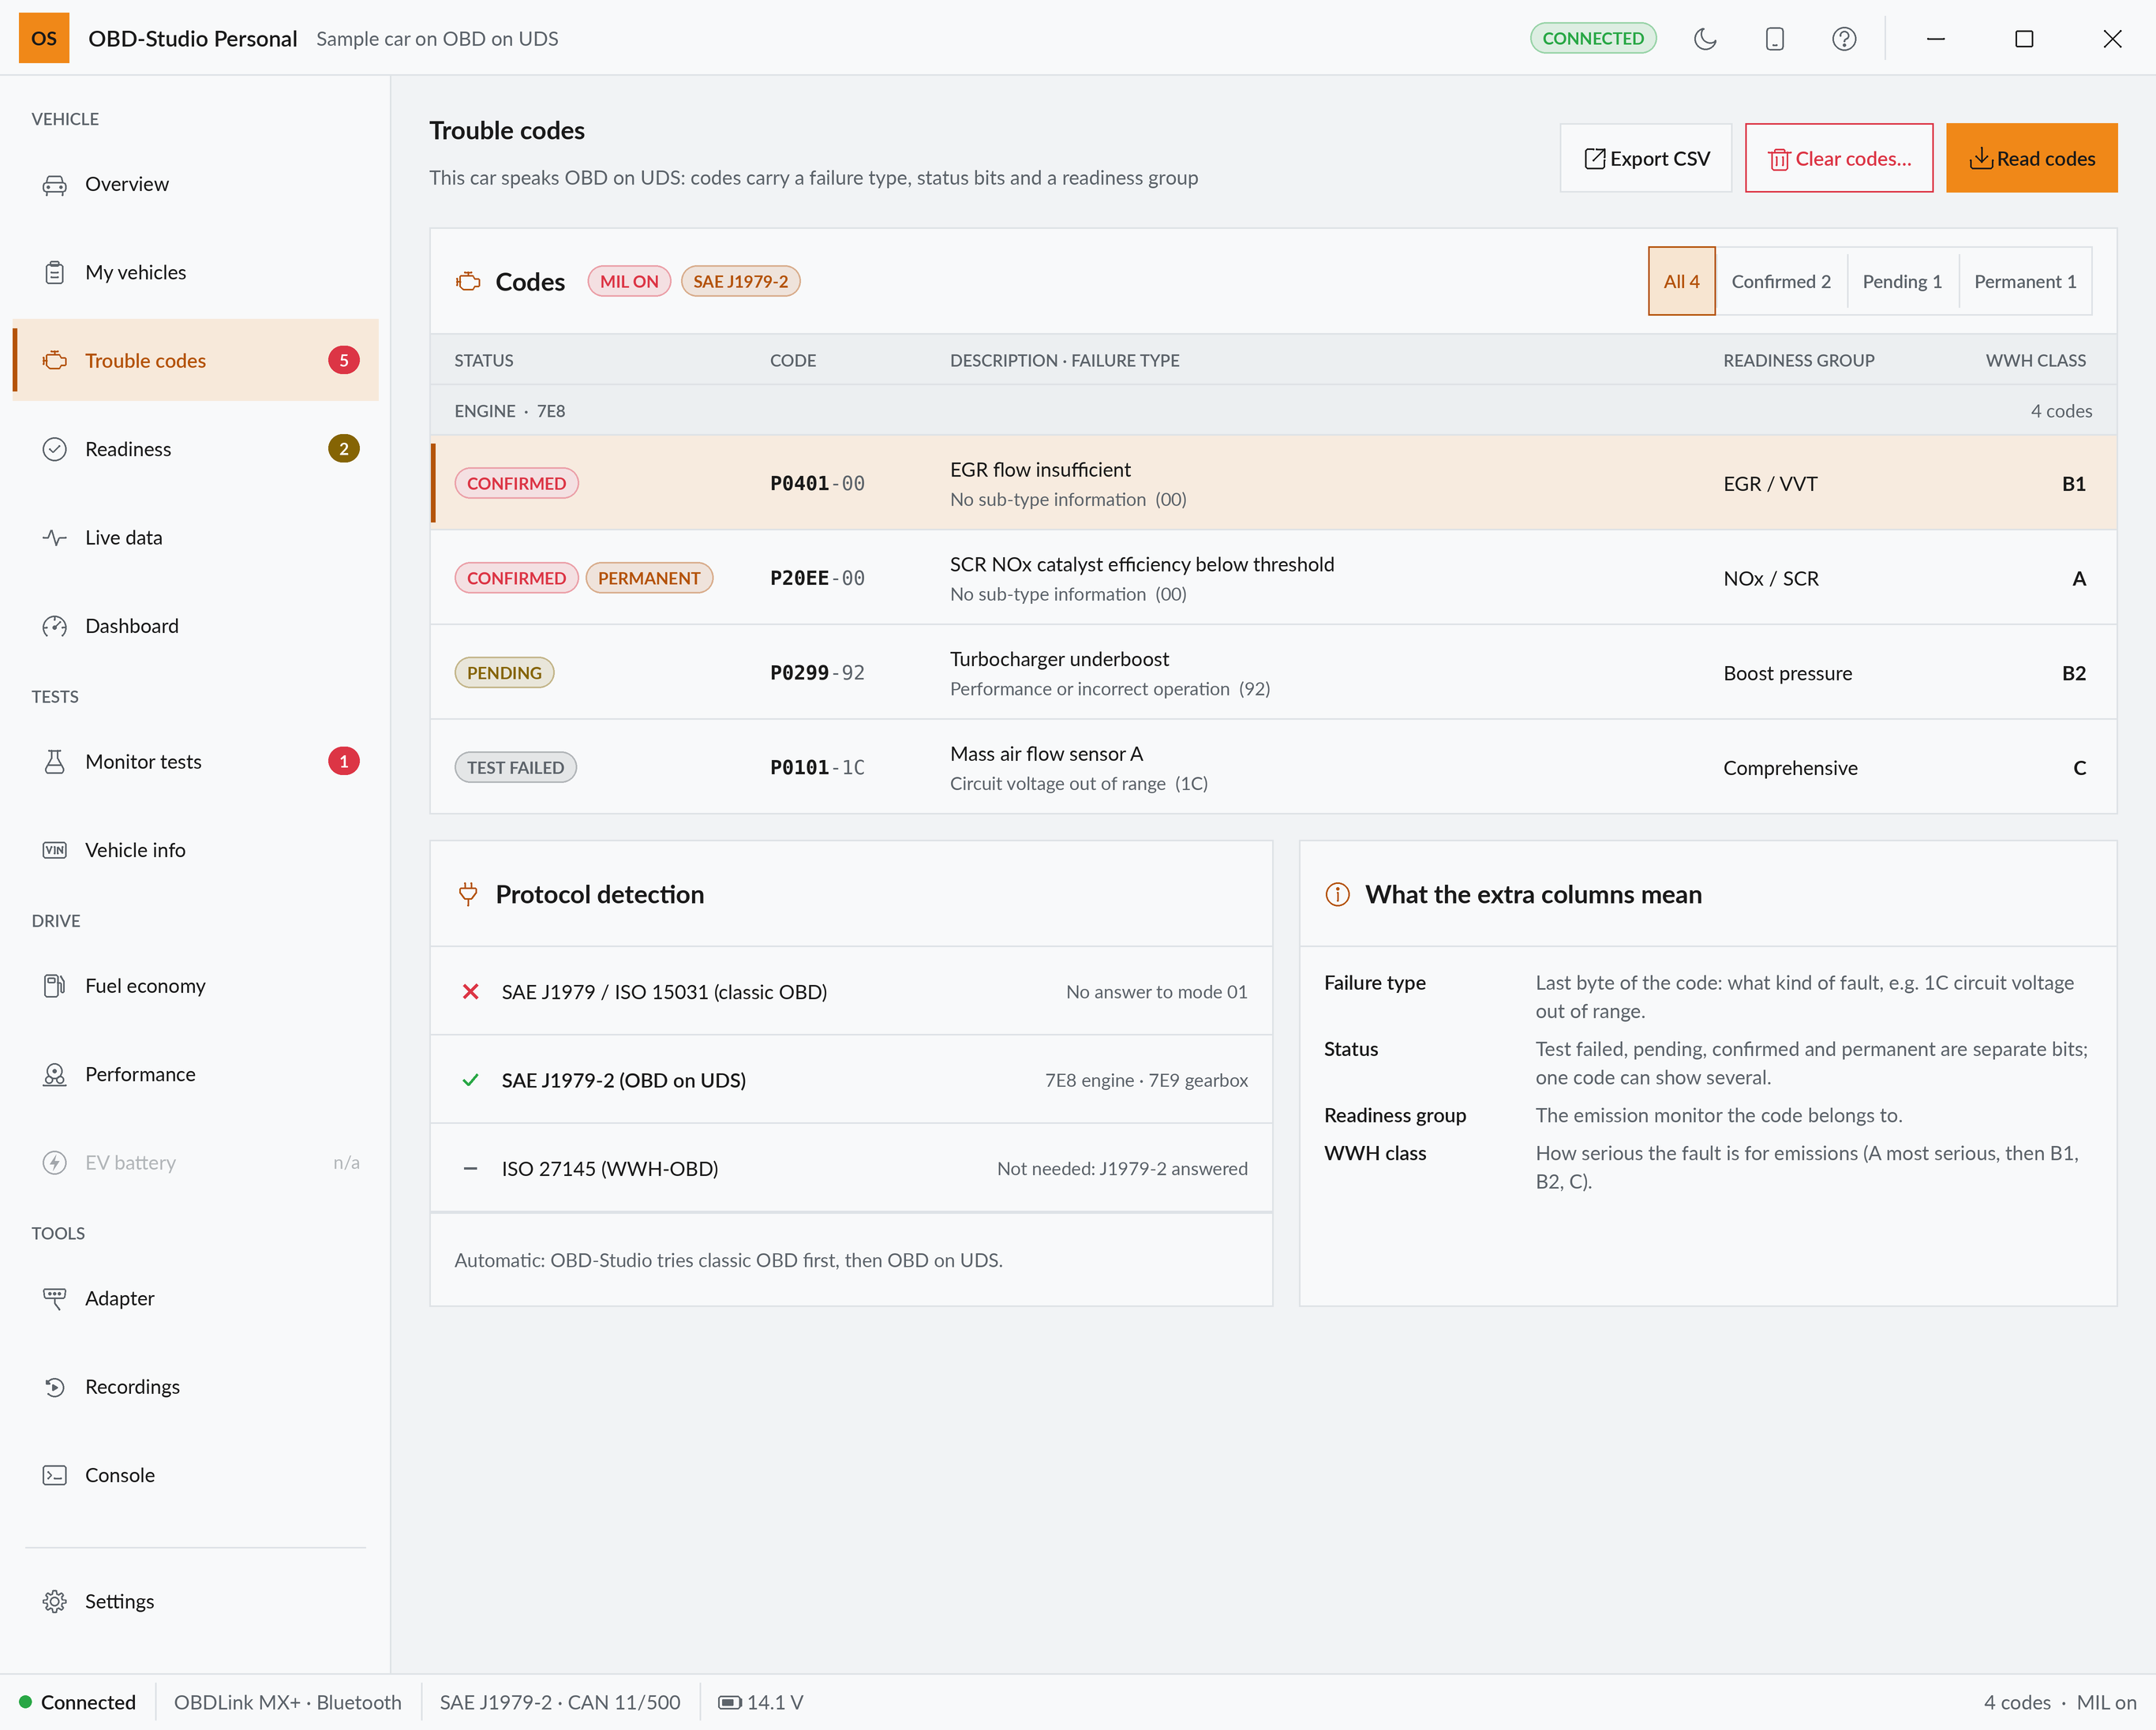 OS OBD-Studio Personal Sample car on OBD on UDS CONNECTED
VEHICLE
Overview
My vehicles
Trouble codes 5
Readiness 2
Live data
Dashboard
TESTS
Monitor tests 1
VIN Vehicle info
DRIVE
Fuel economy
Performance
EV battery n/a
TOOLS
Adapter
Recordings
Console
Settings
Trouble codes
This car speaks OBD on UDS: codes carry a failure type, status bits and a readiness group
Export CSV Clear codes... Read codes
Codes MIL ON SAE J1979-2 All 4 Confirmed 2 Pending 1 Permanent 1
STATUS CODE DESCRIPTION · FAILURE TYPE READINESS GROUP WWH CLASS
ENGINE · 7E8 4 codes
CONFIRMED P0401-00 EGR flow insufficient EGR / VVT B1
No sub-type information (00)
CONFIRMED PERMANENT P20EE-00 SCR NOx catalyst efficiency below threshold NOx / SCR A
No sub-type information (00)
PENDING P0299-92 Turbocharger underboost Boost pressure B2
Performance or incorrect operation (92)
TEST FAILED P0101-1C Mass air flow sensor A Comprehensive C
Circuit voltage out of range (1C)
Protocol detection
SAE J1979 / ISO 15031 (classic OBD) No answer to mode 01
SAE J1979-2 (OBD on UDS) 7E8 engine · 7E9 gearbox
ISO 27145 (WWH-OBD) Not needed: J1979-2 answered
Automatic: OBD-Studio tries classic OBD first, then OBD on UDS.
What the extra columns mean
Failure type Last byte of the code: what kind of fault, e.g. 1C circuit voltage
out of range.
Status Test failed, pending, confirmed and permanent are separate bits;
one code can show several.
Readiness group The emission monitor the code belongs to.
WWH class How serious the fault is for emissions (A most serious, then B1,
B2, C).
Connected OBDLink MX+ · Bluetooth SAE J1979-2 · CAN 11/500 14.1 V 4 codes · MIL on